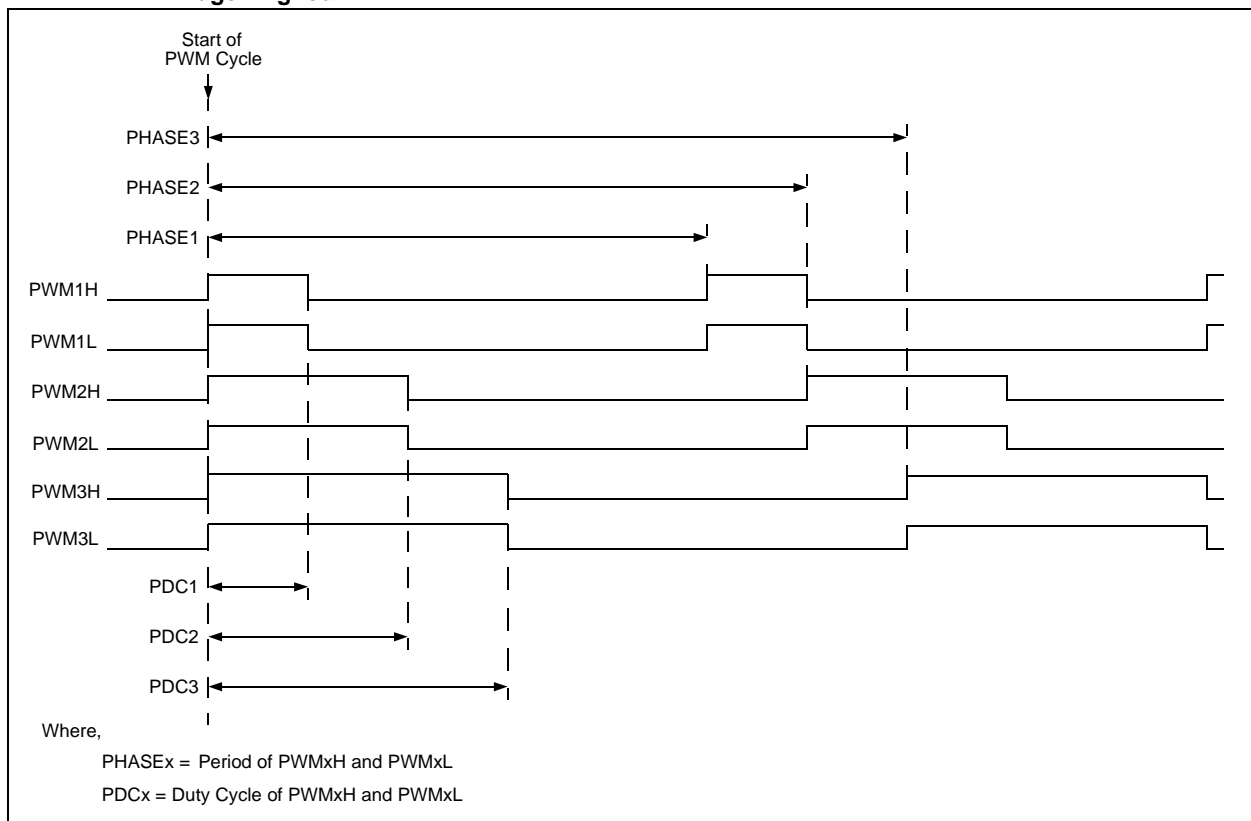 Start of
PWM Cycle
PHASE3
PHASE2
PHASE1
PWM1H
PWM1L
PWM2H
PWM2L
PWM3H
PWM3L
PDC1
PDC2
PDC3
Where,
PHASEx = Period of PWMxH and PWMxL
PDCx = Duty Cycle of PWMxH and PWMxL